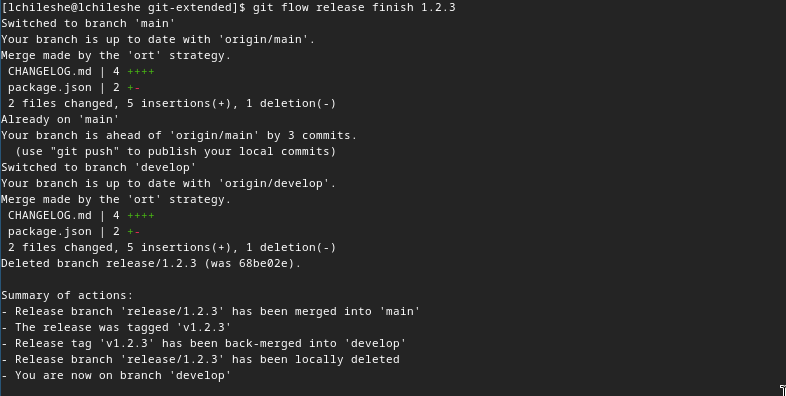 [lchileshe@lchileshe git-extended]$ git flow release finish 1.2.3
Switched to branch 'main'
Your branch is up to date with 'origin/main'.
Merge made by the 'ort' strategy.
 CHANGELOG.md | 4 ++++
 package.json | 2 +-
 2 files changed, 5 insertions(+), 1 deletion(-)
Already on 'main'
Your branch is ahead of 'origin/main' by 3 commits.
  (use "git push" to publish your local commits)
Switched to branch 'develop'
Your branch is up to date with 'origin/develop'.
Merge made by the 'ort' strategy.
 CHANGELOG.md | 4 ++++
 package.json | 2 +-
 2 files changed, 5 insertions(+), 1 deletion(-)
Deleted branch release/1.2.3 (was 68be02e).

Summary of actions:
- Release branch 'release/1.2.3' has been merged into 'main'
- The release was tagged 'v1.2.3'
- Release tag 'v1.2.3' has been back-merged into 'develop'
- Release branch 'release/1.2.3' has been locally deleted
- You are now on branch 'develop'